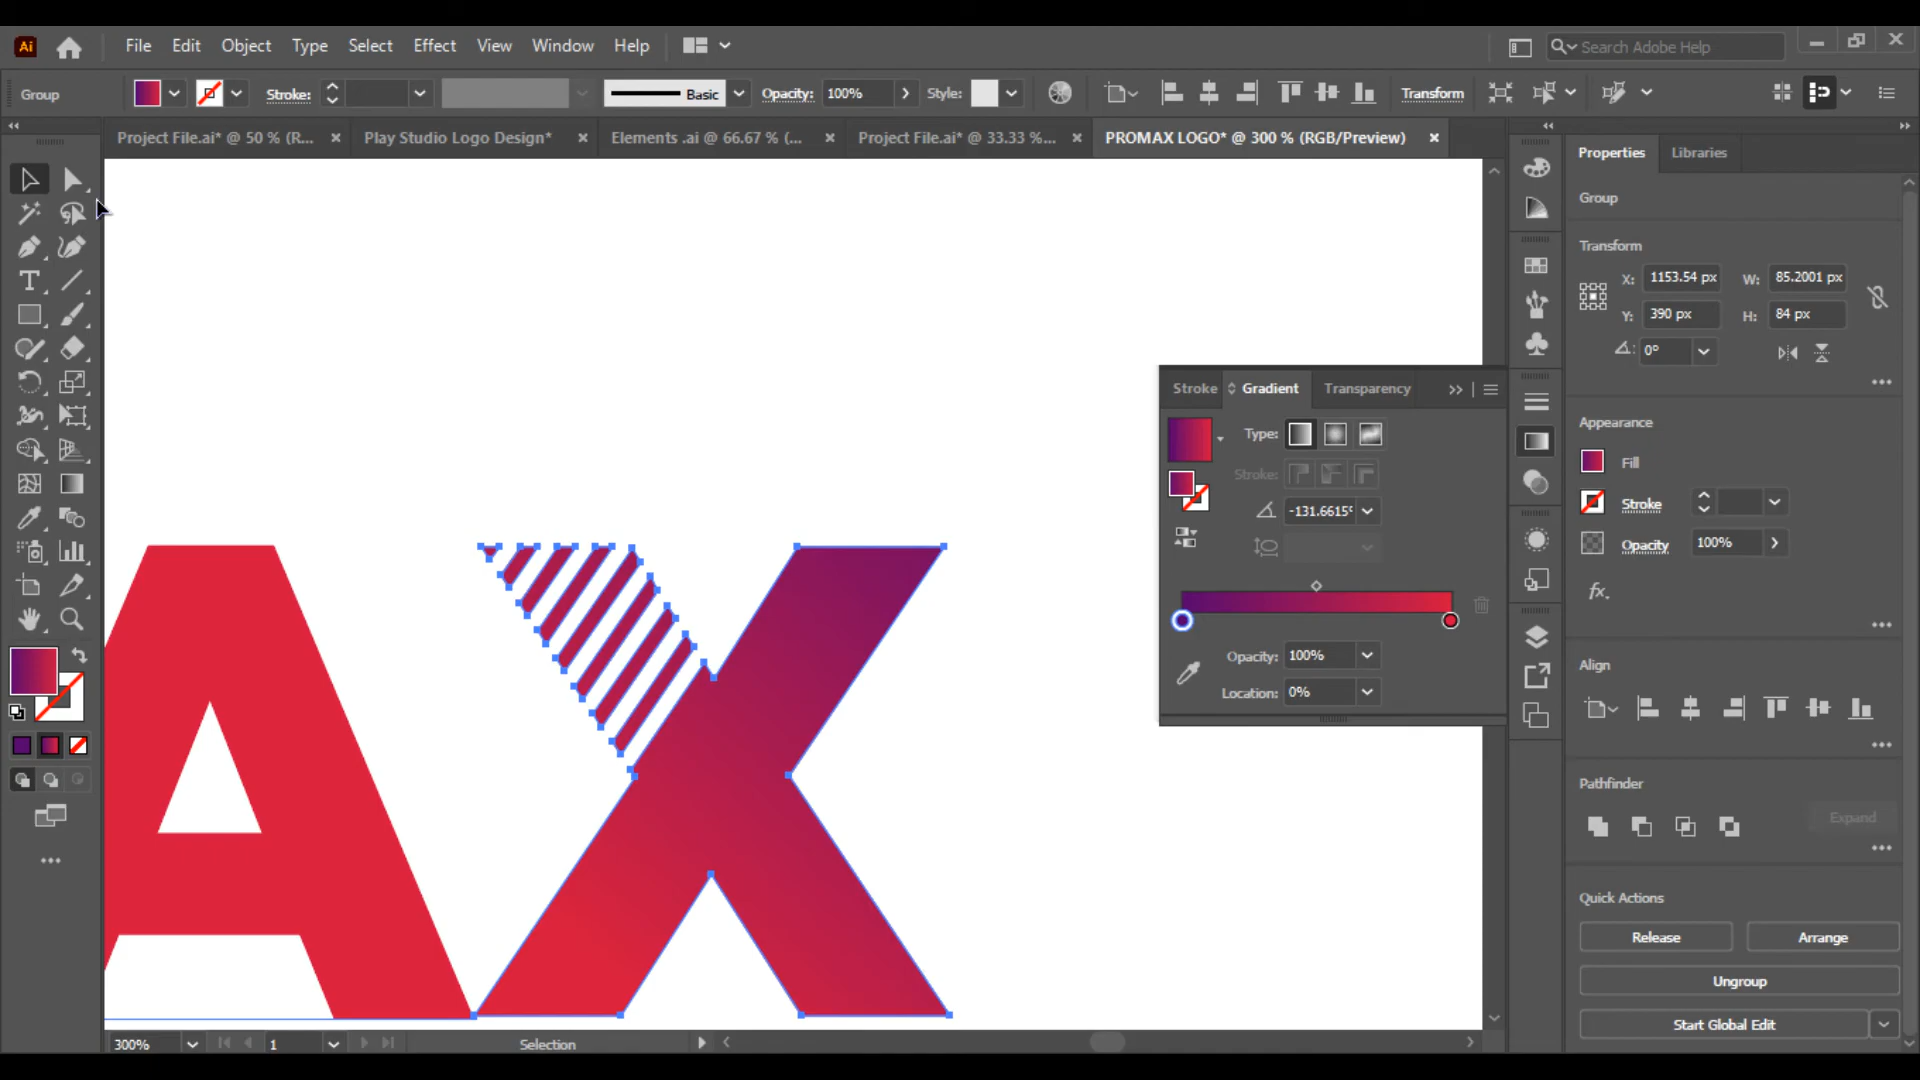 Ai
File Edit Object Type Select Effect View Window Help
Search Adobe Help
Group Stroke: Basic Opacity: 100% Style: Transform
Project File.ai* @ 50 % (R... Play Studio Logo Design* Elements .ai @ 66.67 % (... Project File.ai* @ 33.33 %... PROMAX LOGO* @ 300 % (RGB/Preview)
Properties Libraries
Group
Transform
X: 1153.54 px W: 85.2001 px
Y: 390 px H: 84 px
0°
Stroke Gradient Transparency
Type:
Stroke:
-131.6615°
Opacity: 100%
Location: 0%
Appearance
Fill
Stroke
Opacity 100%
fx.
Align
Pathfinder
Expand
Quick Actions
Release Arrange
Ungroup
Start Global Edit
AX
300% 1 Selection